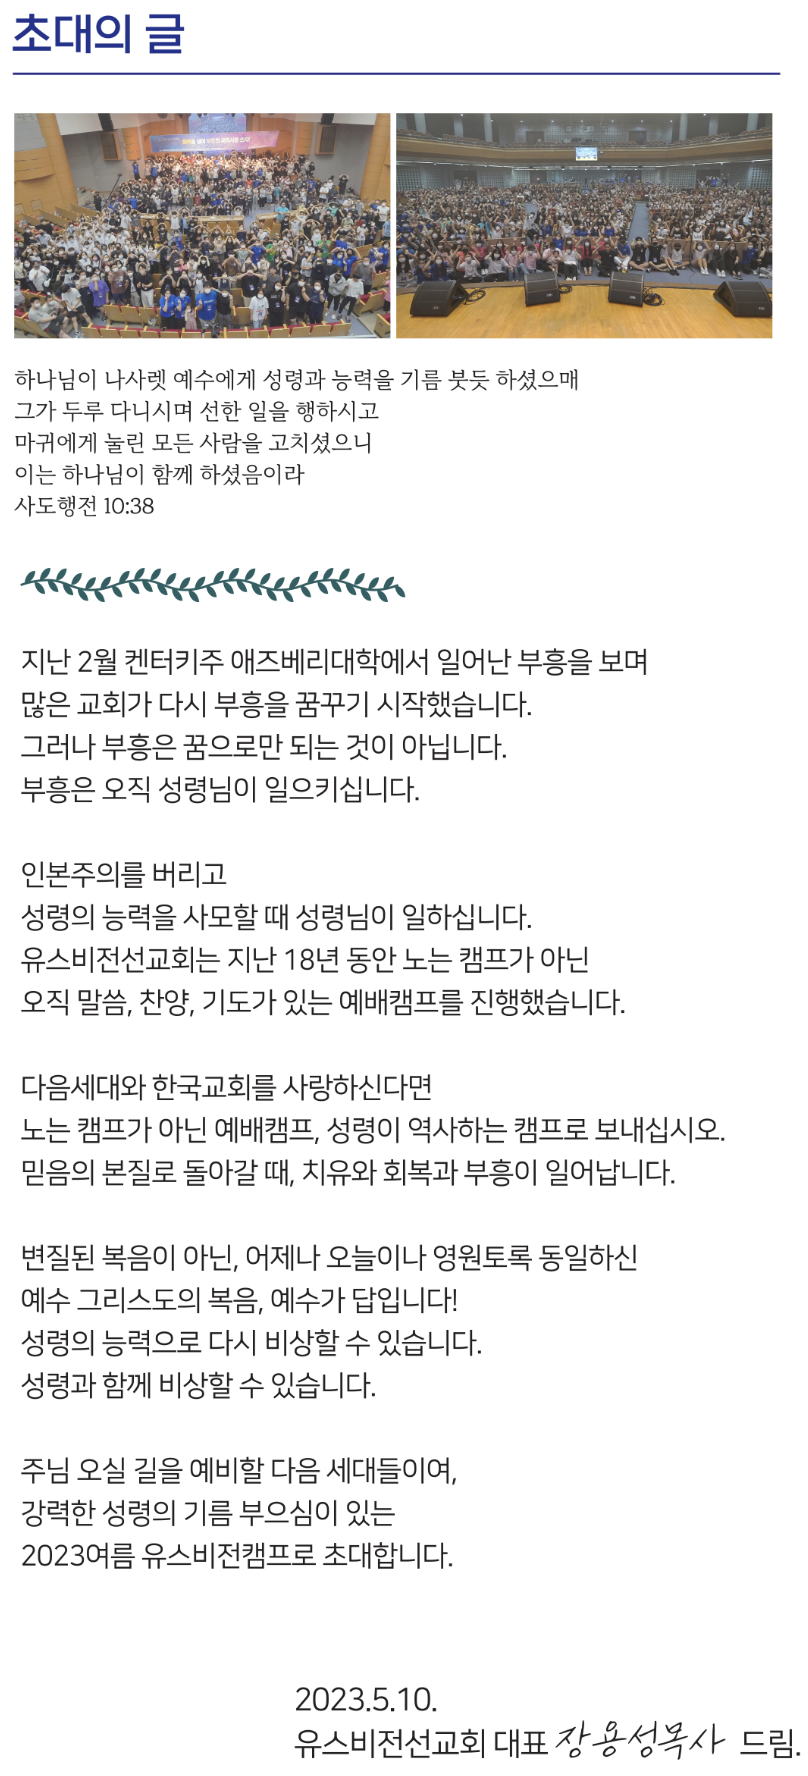 초대의 글
하나님이 나사렛 예수에게 성령과 능력을 기름 붓듯 하셨으매
그가 두루 다니시며 선한 일을 행하시고
마귀에게 눌린 모든 사람을 고치셨으니
이는 하나님이 함께 하셨음이라
사도행전 10:38
지난 2월 켄터키주 애즈베리대학에서 일어난 부흥을 보며
많은 교회가 다시 부흥을 꿈꾸기 시작했습니다.
그러나 부흥은 꿈으로만 되는 것이 아닙니다.
부흥은 오직 성령님이 일으키십니다.
인본주의를 버리고
성령의 능력을 사모할 때 성령님이 일하십니다.
유스비전선교회는 지난 18년 동안 노는 캠프가 아닌
오직 말씀, 찬양, 기도가 있는 예배캠프를 진행했습니다.
다음세대와 한국교회를 사랑하신다면
노는 캠프가 아닌 예배캠프, 성령이 역사하는 캠프로 보내십시오.
믿음의 본질로 돌아갈 때, 치유와 회복과 부흥이 일어납니다.
변질된 복음이 아닌, 어제나 오늘이나 영원토록 동일하신
예수 그리스도의 복음, 예수가 답입니다!
성령의 능력으로 다시 비상할 수 있습니다.
성령과 함께 비상할 수 있습니다.
주님 오실 길을 예비할 다음 세대들이여,
강력한 성령의 기름 부으심이 있는
2023여름 유스비전캠프로 초대합니다.
2023.5.10.
유스비전선교회 대표 장용성목사 드림.